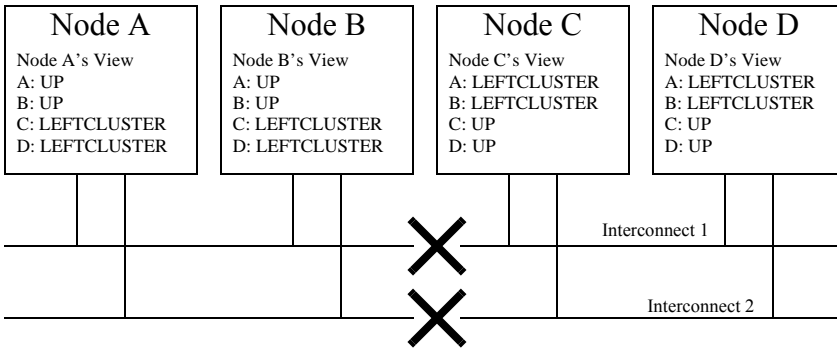 Node A
Node A's View
A: UP
B: UP
C: LEFTCLUSTER
D: LEFTCLUSTER
Node B
Node B's View
A: UP
B: UP
C: LEFTCLUSTER
D: LEFTCLUSTER
Node C
Node C's View
A: LEFTCLUSTER
B: LEFTCLUSTER
C: UP
D: UP
Node D
Node D's View
A: LEFTCLUSTER
B: LEFTCLUSTER
C: UP
D: UP
Interconnect 1
Interconnect 2